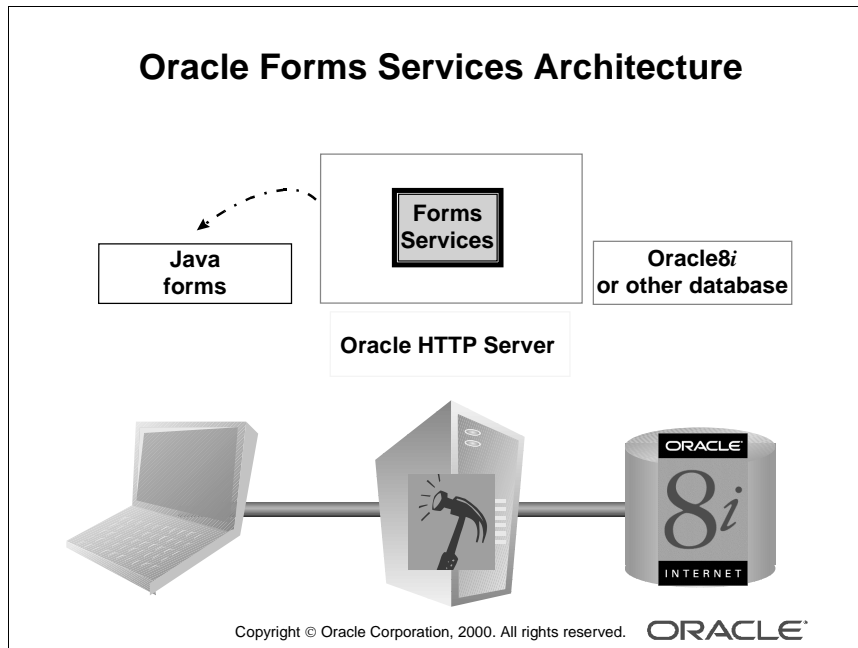 Oracle Forms Services Architecture
Forms
Services
Java
forms
Oracle8i
or other database
Oracle HTTP Server
ORACLE®
8i
INTERNET
Copyright © Oracle Corporation, 2000. All rights reserved.
ORACLE®